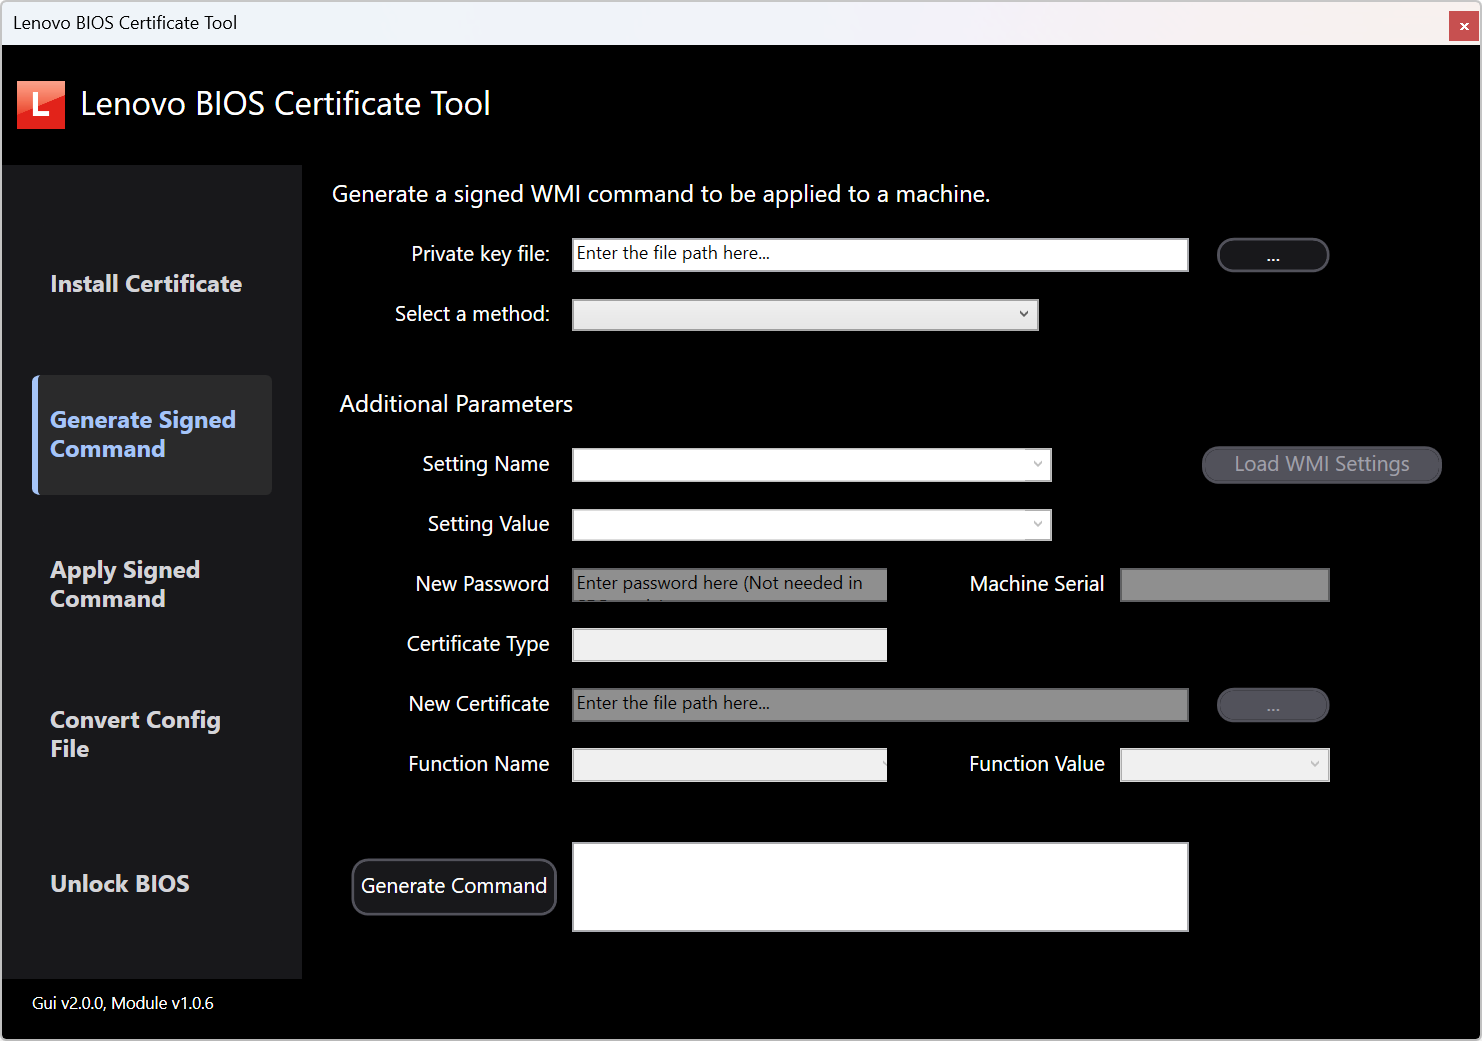 Lenovo BIOS Certificate Tool
x
L
Lenovo BIOS Certificate Tool
Install Certificate
Generate Signed
Command
Apply Signed
Command
Convert Config
File
Unlock BIOS
Generate a signed WMI command to be applied to a machine.
Private key file:
Enter the file path here...
...
Select a method:
Additional Parameters
Setting Name
Load WMI Settings
Setting Value
New Password
Enter password here (Not needed in
Machine Serial
Certificate Type
New Certificate
Enter the file path here...
...
Function Name
Function Value
Generate Command
Gui v2.0.0, Module v1.0.6